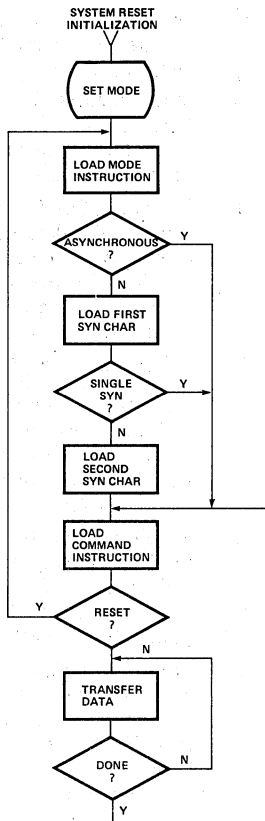 SYSTEM RESET
INITIALIZATION
SET MODE
LOAD MODE
INSTRUCTION
ASYNCHRONOUS
?
Y
N
LOAD FIRST
SYN CHAR
SINGLE
SYN
?
Y
N
LOAD
SECOND
SYN CHAR
LOAD
COMMAND
INSTRUCTION
Y
RESET
?
N
TRANSFER
DATA
DONE
?
N
Y